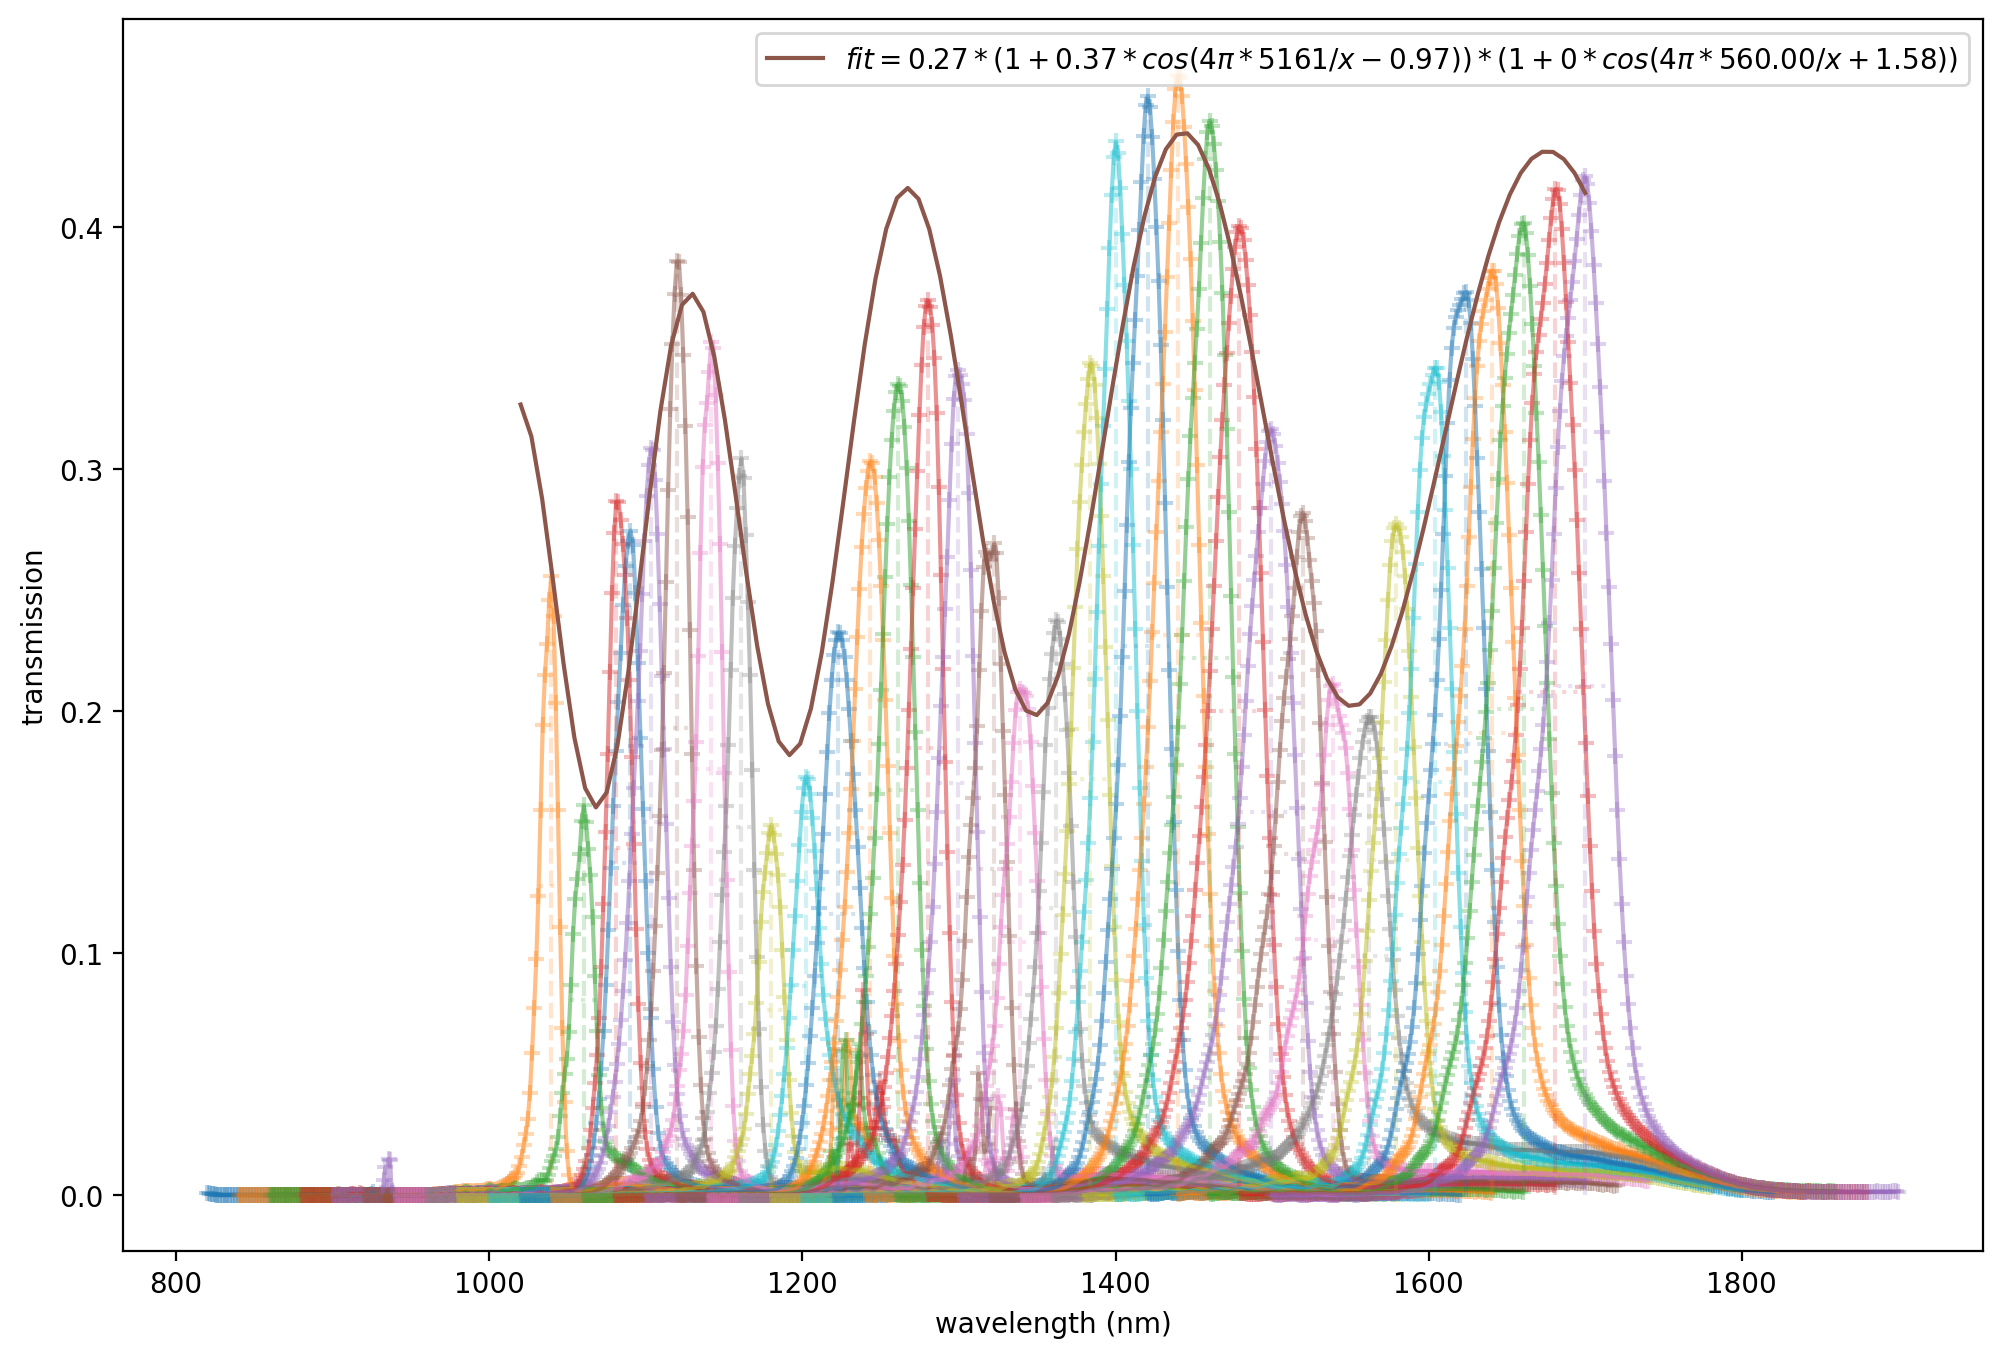 fit = 0.27 * (1 + 0.37 * cos(4π * 5161/x − 0.97)) * (1 + 0 * cos(4π * 560.00/x + 1.58))
0.4
0.3
0.2
0.1
0.0
transmission
800 1000 1200 1400 1600 1800
wavelength (nm)